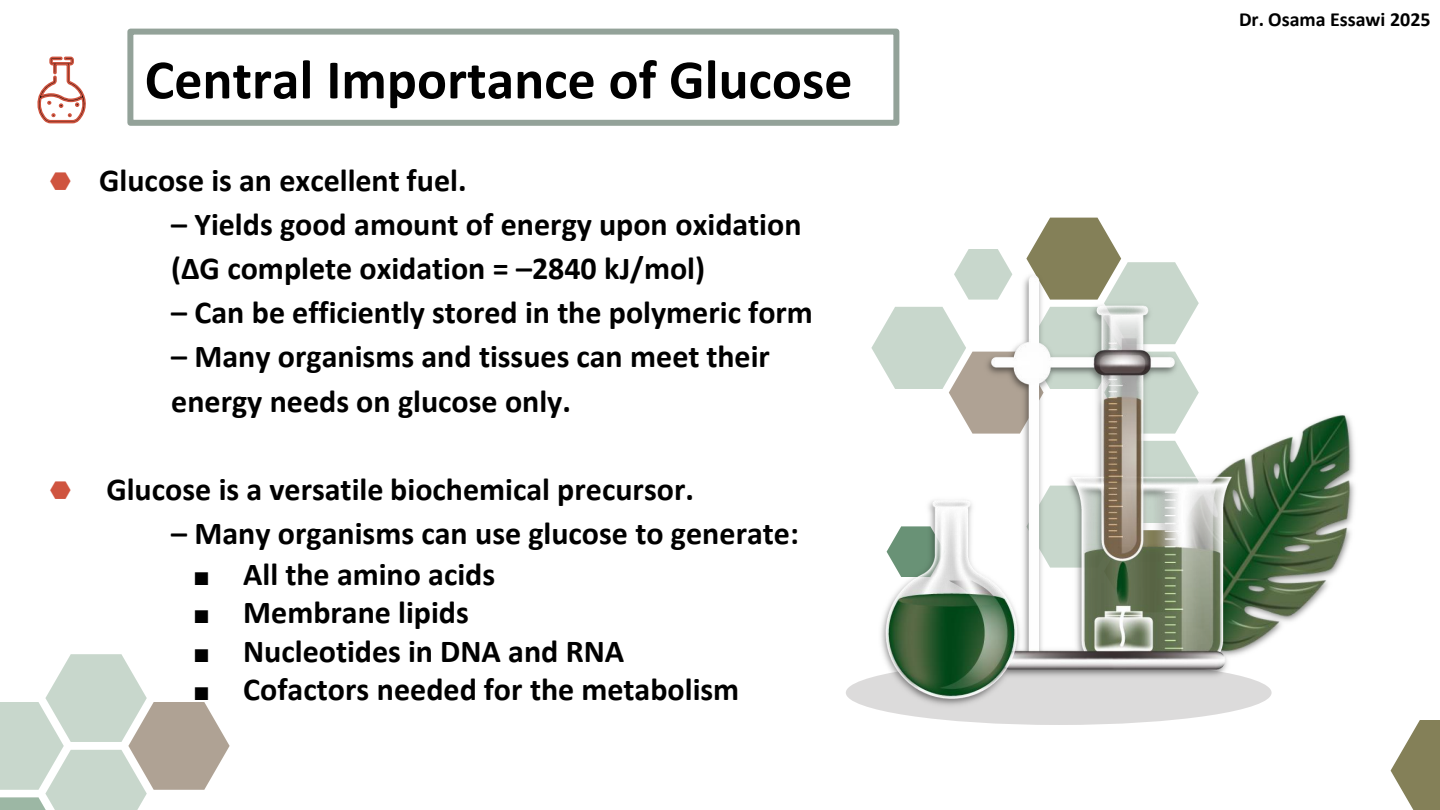 Dr. Osama Essawi 2025
Central Importance of Glucose
Glucose is an excellent fuel.
– Yields good amount of energy upon oxidation
(ΔG complete oxidation = –2840 kJ/mol)
– Can be efficiently stored in the polymeric form
– Many organisms and tissues can meet their
energy needs on glucose only.
Glucose is a versatile biochemical precursor.
– Many organisms can use glucose to generate:
■ All the amino acids
■ Membrane lipids
■ Nucleotides in DNA and RNA
■ Cofactors needed for the metabolism